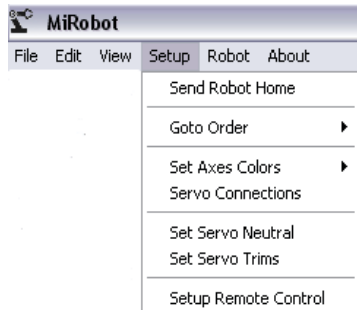 MiRobot
File Edit View Setup Robot About
Send Robot Home
Goto Order
Set Axes Colors
Servo Connections
Set Servo Neutral
Set Servo Trims
Setup Remote Control